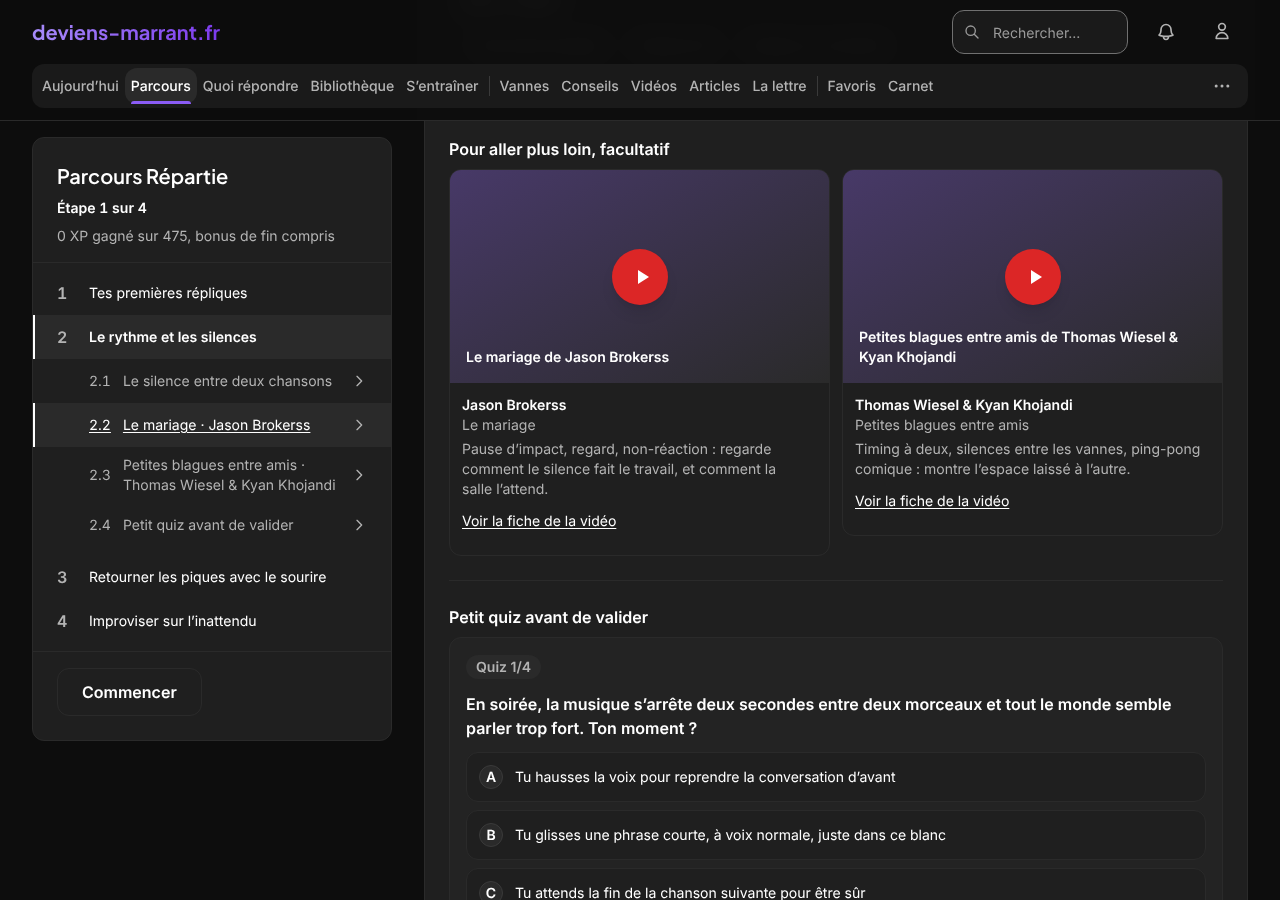 deviens-marrant.fr
Rechercher...
Aujourd’hui
Parcours
Quoi répondre
Bibliothèque
S’entraîner
Vannes
Conseils
Vidéos
Articles
La lettre
Favoris
Carnet
Parcours Répartie
Étape 1 sur 4
0 XP gagné sur 475, bonus de fin compris
1 Tes premières répliques
2 Le rythme et les silences
2.1 Le silence entre deux chansons
2.2 Le mariage · Jason Brokerss
2.3 Petites blagues entre amis ·
Thomas Wiesel & Kyan Khojandi
2.4 Petit quiz avant de valider
3 Retourner les piques avec le sourire
4 Improviser sur l’inattendu
Commencer
Pour aller plus loin, facultatif
Le mariage de Jason Brokerss
Jason Brokerss
Le mariage
Pause d’impact, regard, non-réaction : regarde
comment le silence fait le travail, et comment la
salle l’attend.
Voir la fiche de la vidéo
Petites blagues entre amis de Thomas Wiesel &
Kyan Khojandi
Thomas Wiesel & Kyan Khojandi
Petites blagues entre amis
Timing à deux, silences entre les vannes, ping-pong
comique : montre l’espace laissé à l’autre.
Voir la fiche de la vidéo
Petit quiz avant de valider
Quiz 1/4
En soirée, la musique s’arrête deux secondes entre deux morceaux et tout le monde semble
parler trop fort. Ton moment ?
A Tu hausses la voix pour reprendre la conversation d’avant
B Tu glisses une phrase courte, à voix normale, juste dans ce blanc
C Tu attends la fin de la chanson suivante pour être sûr